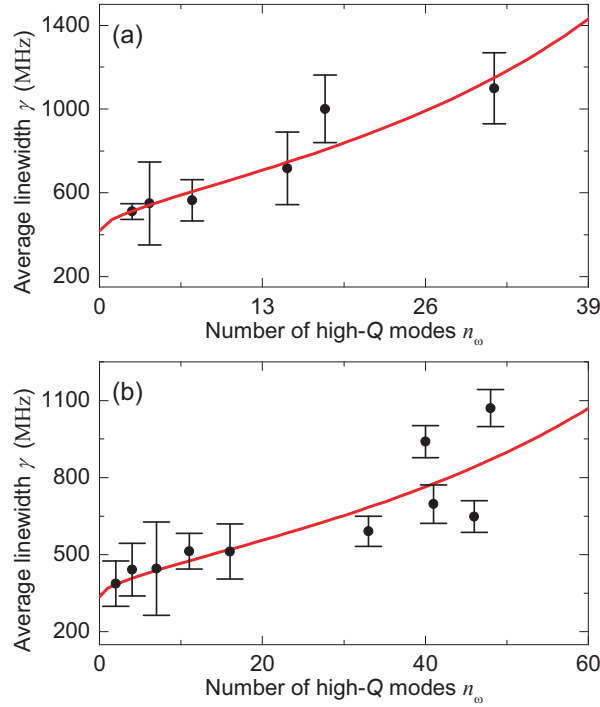 (a)
Average linewidth γ (MHz)
1400
1000
600
200
0 13 26 39
Number of high-Q modes nω
(b)
Average linewidth γ (MHz)
1100
800
500
200
0 20 40 60
Number of high-Q modes nω